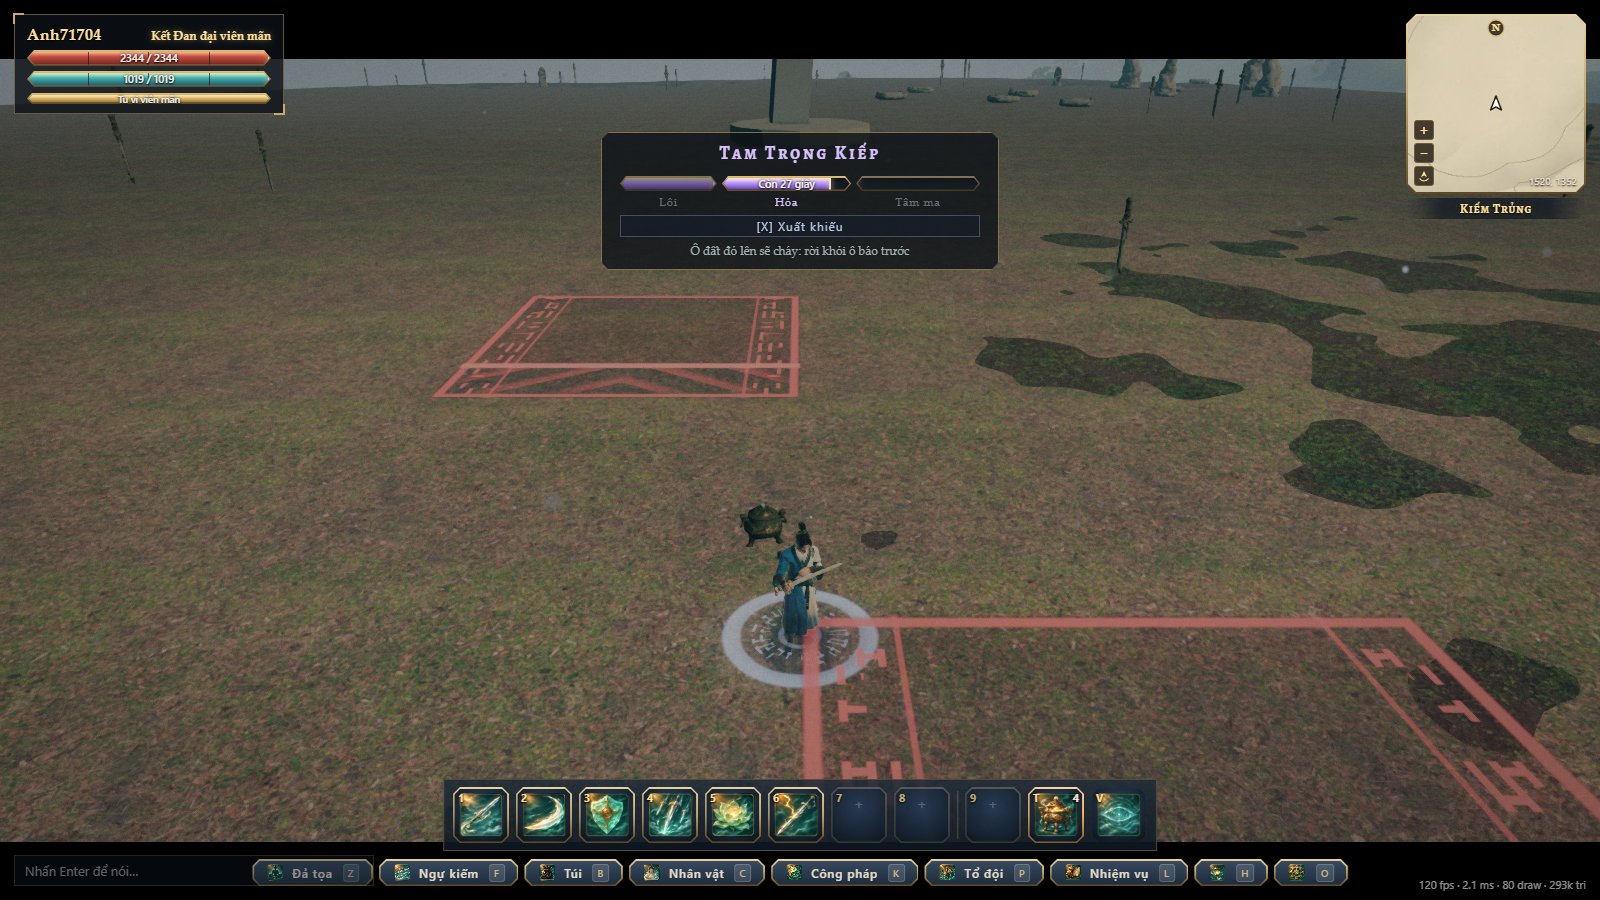 Anh71704
Kết Đan đại viên mãn
2344 / 2344
1019 / 1019
Tu vi viên mãn
N
+
−
1520, 1352
Kiếm Trủng
Tam Trọng Kiếp
Còn 27 giây
Lôi
Hỏa
Tâm ma
[X] Xuất khiếu
Ô đất đỏ lên sẽ cháy: rời khỏi ô báo trước
1
2
3
4
5
6
7 +
8 +
9 +
T 4
V
Nhấn Enter để nói...
Đả tọa Z
Ngự kiếm F
Túi B
Nhân vật C
Công pháp K
Tổ đội P
Nhiệm vụ L
H
O
120 fps · 2.1 ms · 80 draw · 293k tri